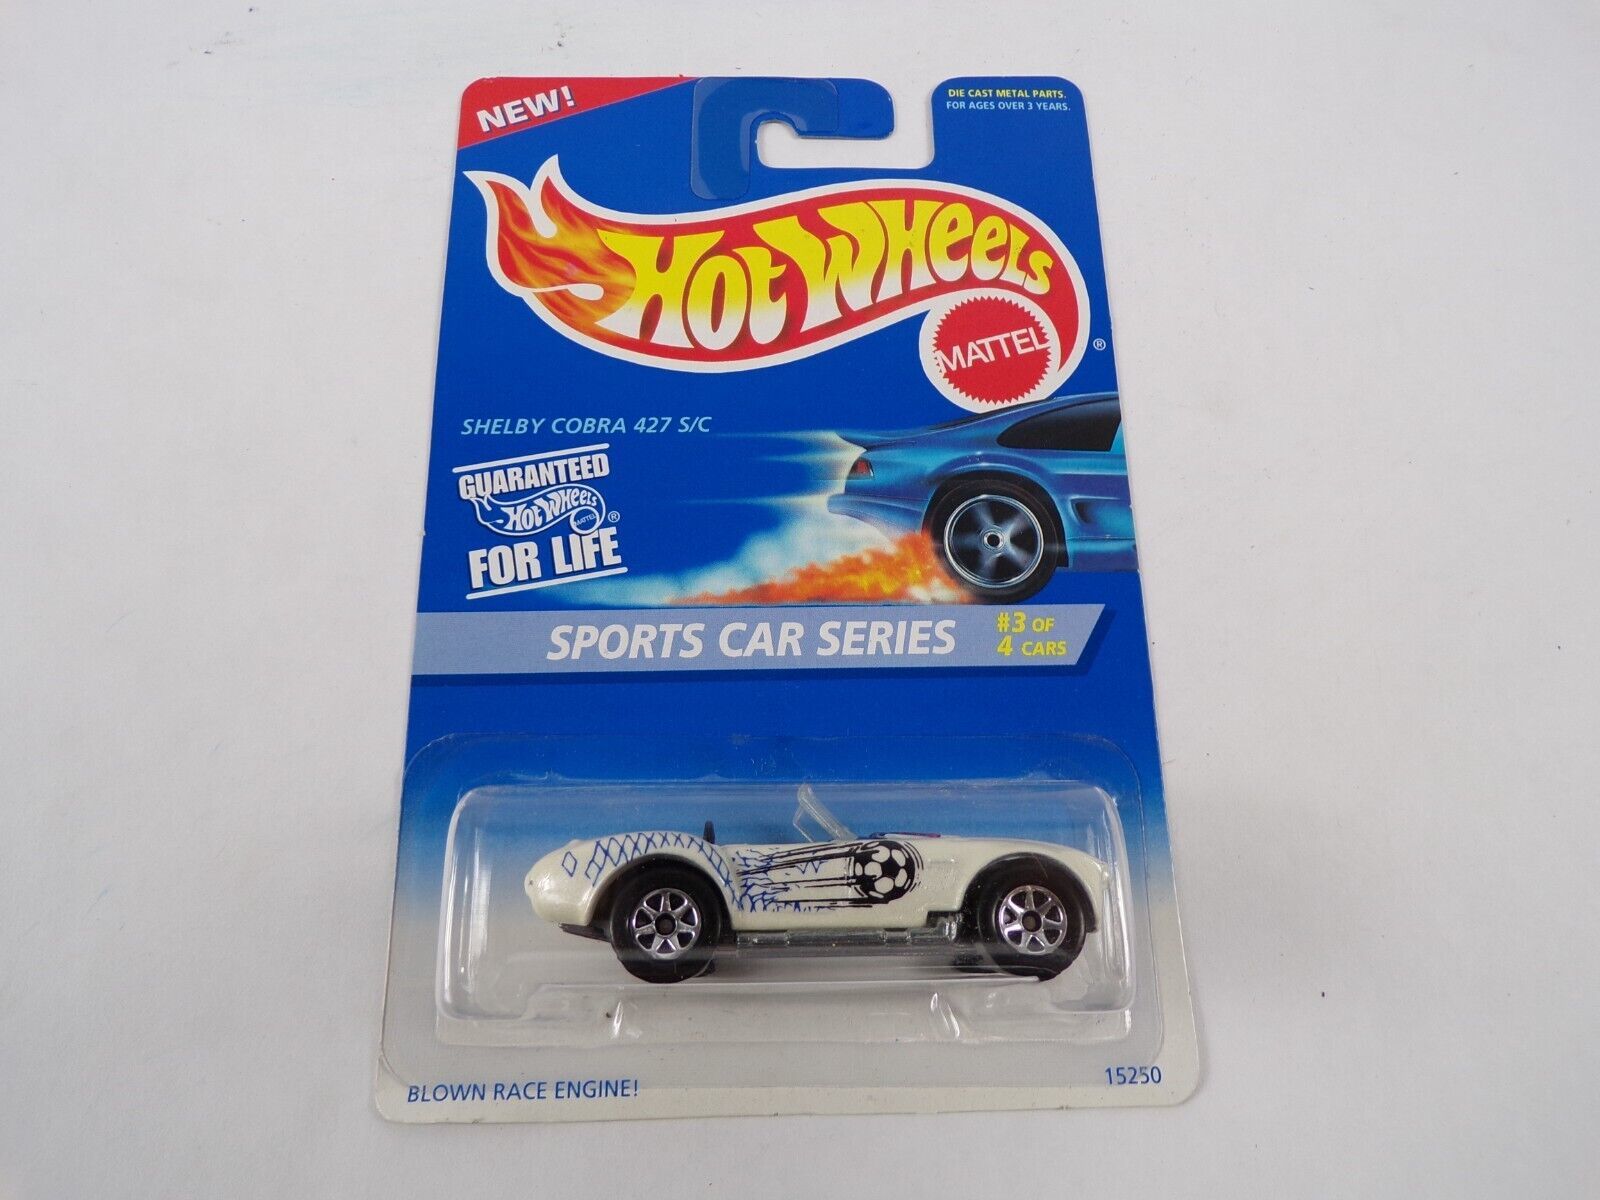 NEW!
DIE CAST METAL PARTS.
FOR AGES OVER 3 YEARS.
HOT WHEELS
MATTEL
®
SHELBY COBRA 427 S/C
GUARANTEED
HOT WHEELS
MATTEL
®
FOR LIFE
SPORTS CAR SERIES
#3 OF
4 CARS
BLOWN RACE ENGINE!
15250